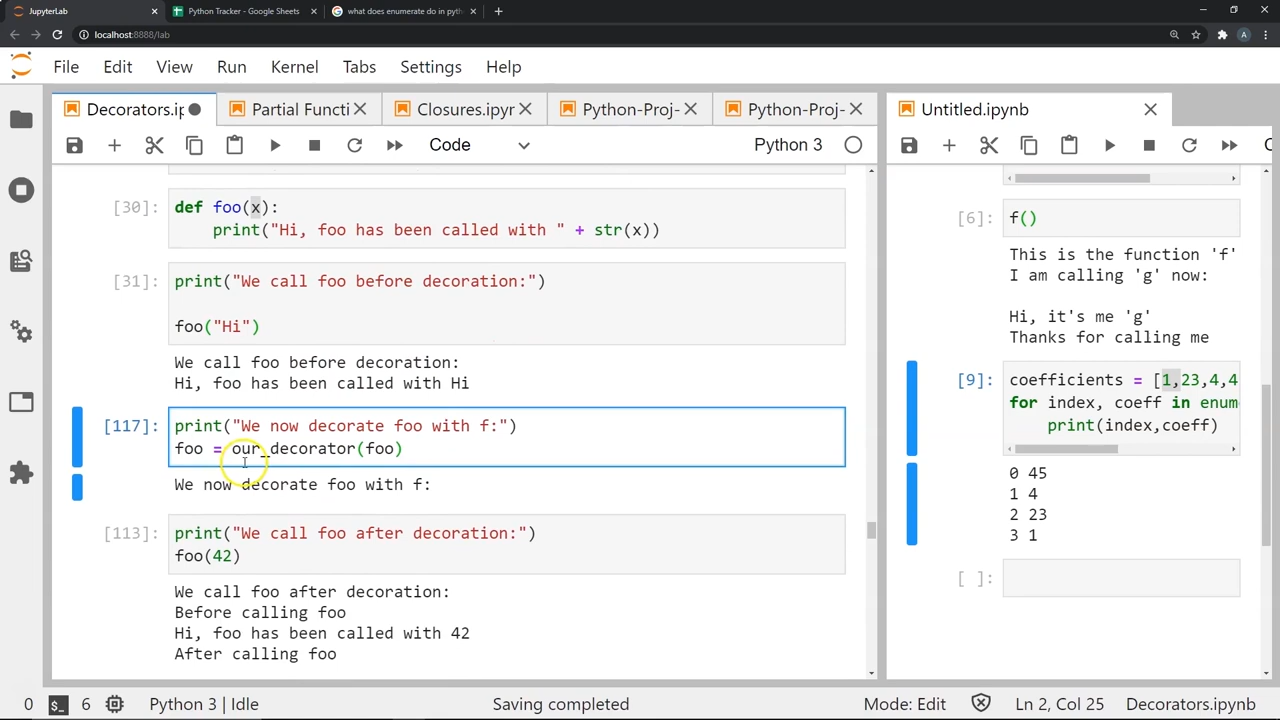 JupyterLab
Python Tracker - Google Sheets
what does enumerate do in pyth
localhost:8888/lab
File Edit View Run Kernel Tabs Settings Help
Decorators.ip
Partial Functi
Closures.ipyr
Python-Proj-
Python-Proj-
Untitled.ipynb
Code
Python 3
[30]:
def foo(x):
print("Hi, foo has been called with " + str(x))
[31]:
print("We call foo before decoration:")
foo("Hi")
We call foo before decoration:
Hi, foo has been called with Hi
[117]:
print("We now decorate foo with f:")
foo = our_decorator(foo)
We now decorate foo with f:
[113]:
print("We call foo after decoration:")
foo(42)
We call foo after decoration:
Before calling foo
Hi, foo has been called with 42
After calling foo
[6]:
f()
This is the function 'f'
I am calling 'g' now:
Hi, it's me 'g'
Thanks for calling me
[9]:
coefficients = [1,23,4,4
for index, coeff in enum
print(index,coeff)
0 45
1 4
2 23
3 1
[ ]:
0 $_ 6 Python 3 | Idle Saving completed Mode: Edit Ln 2, Col 25 Decorators.ipynb